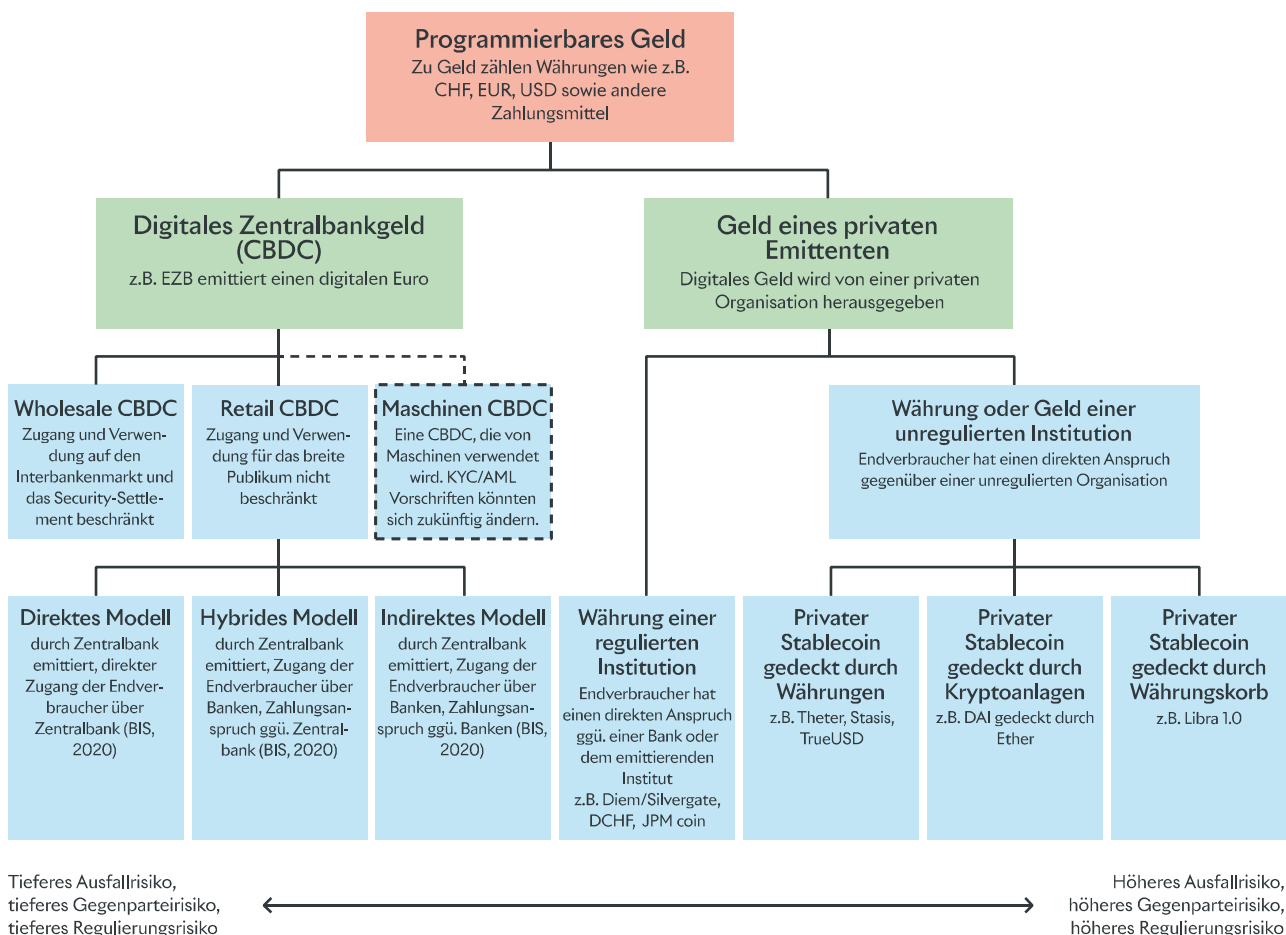 Programmierbares Geld
Zu Geld zählen Währungen wie z.B.
CHF, EUR, USD sowie andere
Zahlungsmittel
Digitales Zentralbankgeld
(CBDC)
z.B. EZB emittiert einen digitalen Euro
Geld eines privaten
Emittenten
Digitales Geld wird von einer privaten
Organisation herausgegeben
Wholesale CBDC
Zugang und Verwen-
dung auf den
Interbankenmarkt und
das Security-Settle-
ment beschränkt
Retail CBDC
Zugang und Verwen-
dung für das breite
Publikum nicht
beschränkt
Maschinen CBDC
Eine CBDC, die von
Maschinen verwendet
wird. KYC/AML
Vorschriften könnten
sich zukünftig ändern.
Währung oder Geld einer
unregulierten Institution
Endverbraucher hat einen direkten Anspruch
gegenüber einer unregulierten Organisation
Direktes Modell
durch Zentralbank
emittiert, direkter
Zugang der Endver-
braucher über
Zentralbank (BIS,
2020)
Hybrides Modell
durch Zentralbank
emittiert, Zugang der
Endverbraucher über
Banken, Zahlungsan-
spruch ggü. Zentral-
bank (BIS, 2020)
Indirektes Modell
durch Zentralbank
emittiert, Zugang der
Endverbraucher über
Banken, Zahlungsan-
spruch ggü. Banken (BIS,
2020)
Währung einer
regulierten
Institution
Endverbraucher hat
einen direkten Anspruch
ggü. einer Bank oder
dem emittierenden
Institut
z.B. Diem/Silvergate,
DCHF, JPM coin
Privater
Stablecoin
gedeckt durch
Währungen
z.B. Theter, Stasis,
TrueUSD
Privater
Stablecoin
gedeckt durch
Kryptoanlagen
z.B. DAI gedeckt durch
Ether
Privater
Stablecoin
gedeckt durch
Währungskorb
z.B. Libra 1.0
Tieferes Ausfallrisiko,
tieferes Gegenparteirisiko,
tieferes Regulierungsrisiko
Höheres Ausfallrisiko,
höheres Gegenparteirisiko,
höheres Regulierungsrisiko